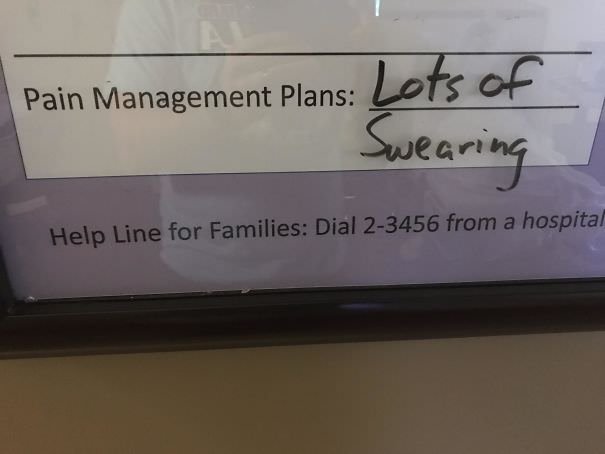 Pain Management Plans: Lots of
Swearing
Help Line for Families: Dial 2-3456 from a hospital